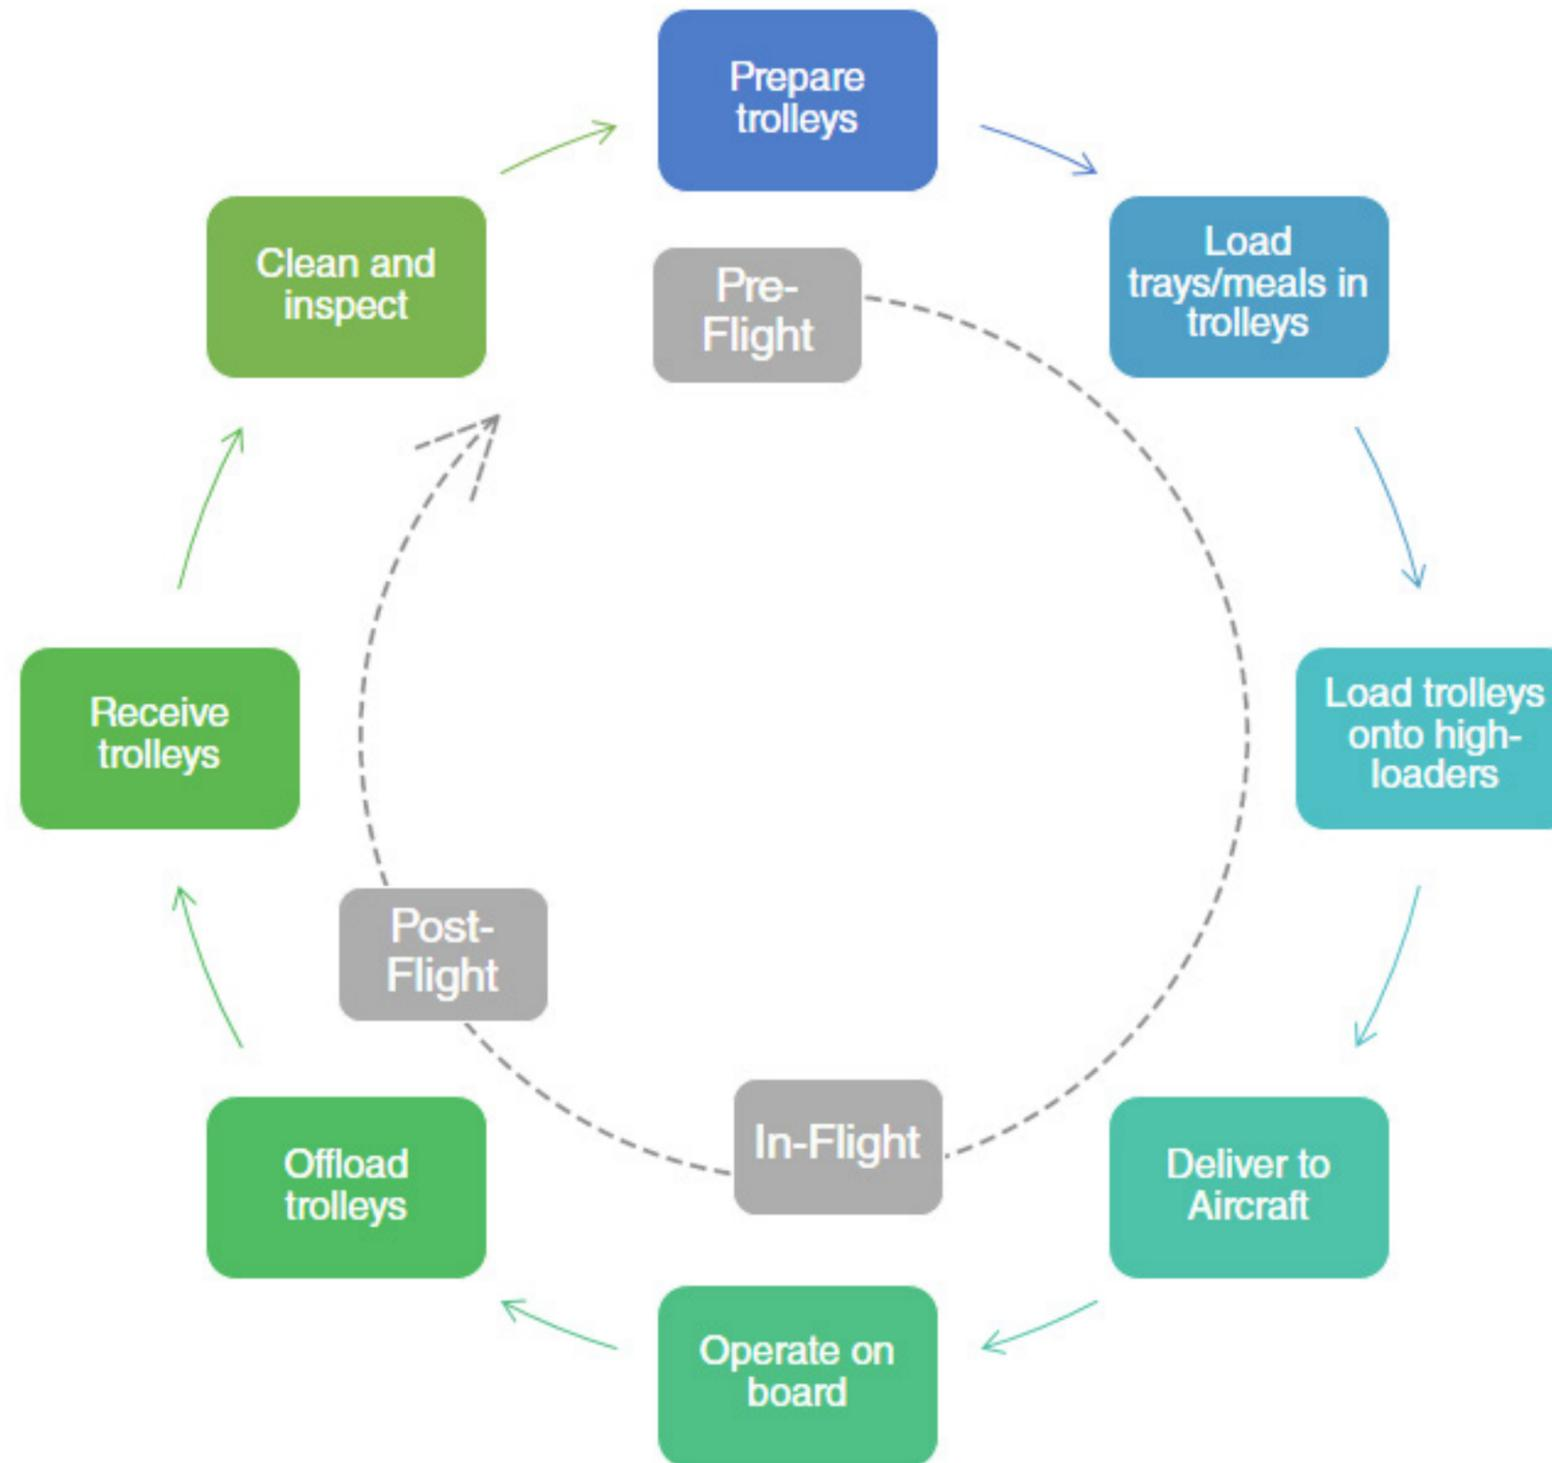 Prepare
trolleys
Load
trays/meals in
trolleys
Load trolleys
onto high-
loaders
Deliver to
Aircraft
Operate on
board
Offload
trolleys
Receive
trolleys
Clean and
inspect
Pre-
Flight
In-Flight
Post-
Flight